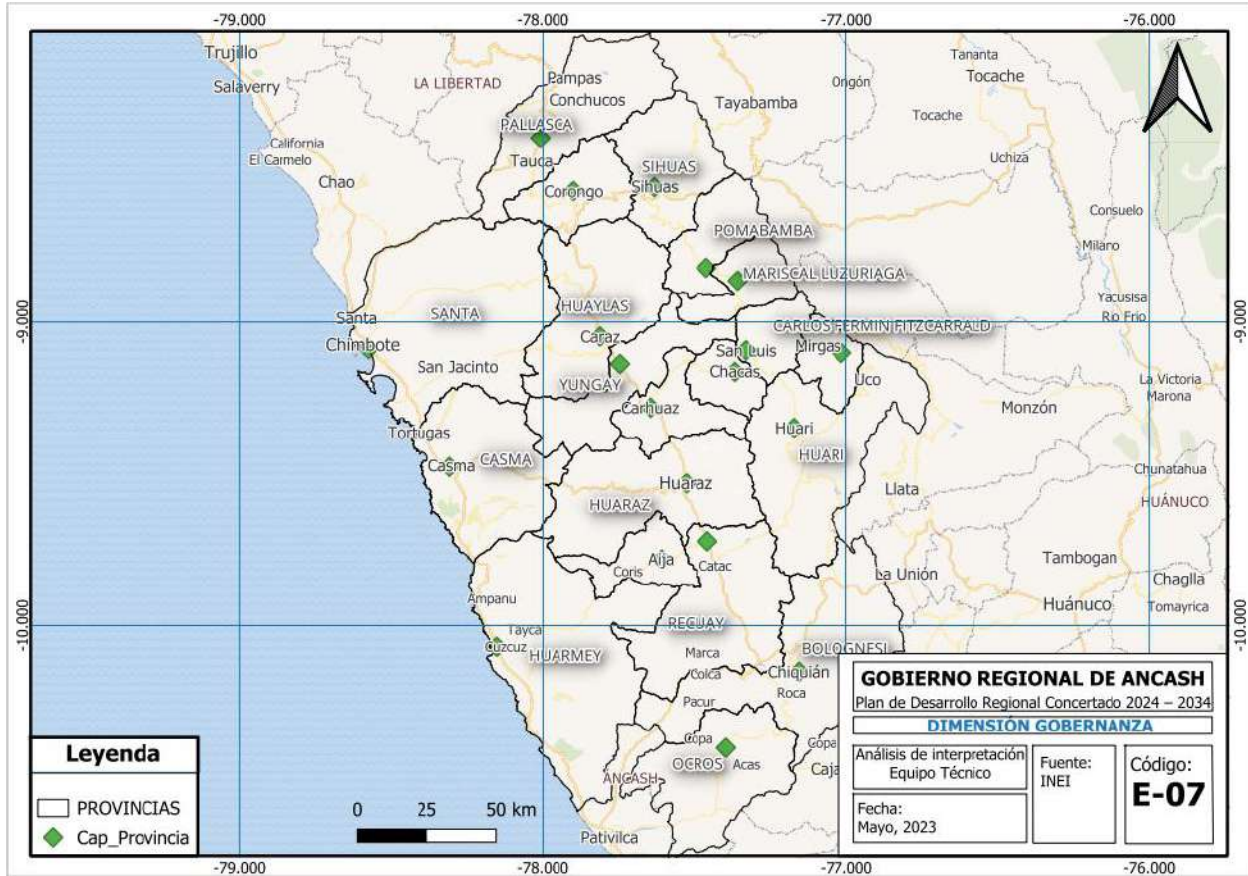 -79.000 -78.000 -77.000 -76.000
Trujillo
Salaverry
LA LIBERTAD
Pampas
Conchucos
Tayabamba
Ongón
Tananta
Tocache
Tocache
Uchiza
PALLASCA
Tauca
SIHUAS
Sihuas
Corongo
California
El Carmelo
Chao
Consuelo
Milaro
POMABAMBA
MARISCAL LUZURIAGA
Yacusisa
Rio Frio
-9.000
-9.000
Santa
SANTA
Chimbote
San Jacinto
HUAYLAS
Caraz
YUNGAY
CARLOS FERMIN FITZCARRALD
San Luis
Mirgas
Chacas
Uco
La Victoria
Marona
Monzón
Carhuaz
Tortugas
Casma
CASMA
Huari
HUARI
Huaraz
HUARAZ
Llata
Chunatahua
HUÁNUCO
Aija
Coris
Catac
La Unión
Tambogan
Chaglla
Huánuco
Tomayrica
-10.000
-10.000
Ampanu
Tayca
Cuzcuz
HUARMEY
RECUAY
Marca
Colca
BOLOGNESI
Chiquián
Roca
Pacur
Copa
OCROS
Acas
Copa
Caja
ÁNCASH
Pativilca
Leyenda
PROVINCIAS
Cap_Provincia
0 25 50 km
GOBIERNO REGIONAL DE ANCASH
Plan de Desarrollo Regional Concertado 2024 – 2034
DIMENSIÓN GOBERNANZA
Análisis de interpretación
Equipo Técnico
Fecha:
Mayo, 2023
Fuente:
INEI
Código:
E-07
-79.000 -78.000 -77.000 -76.000